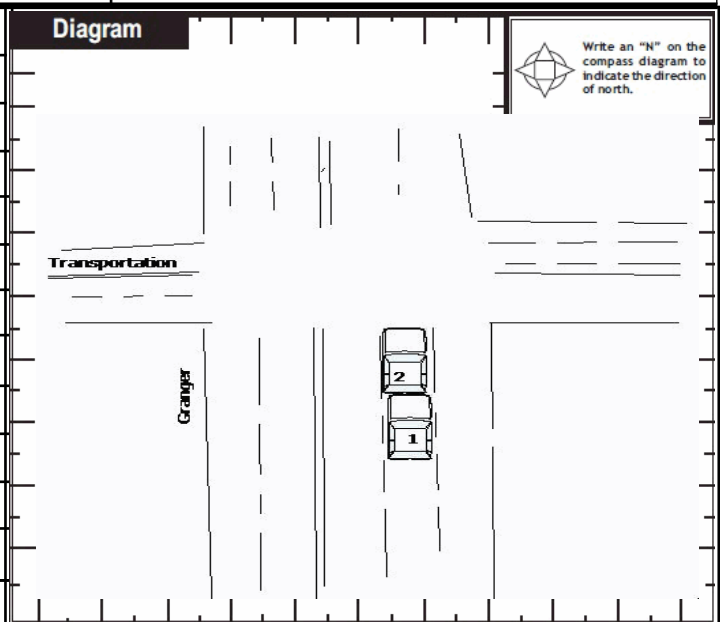 Diagram
Write an “N” on the
compass diagram to
indicate the direction
of north.
Transportation
Granger
2
1